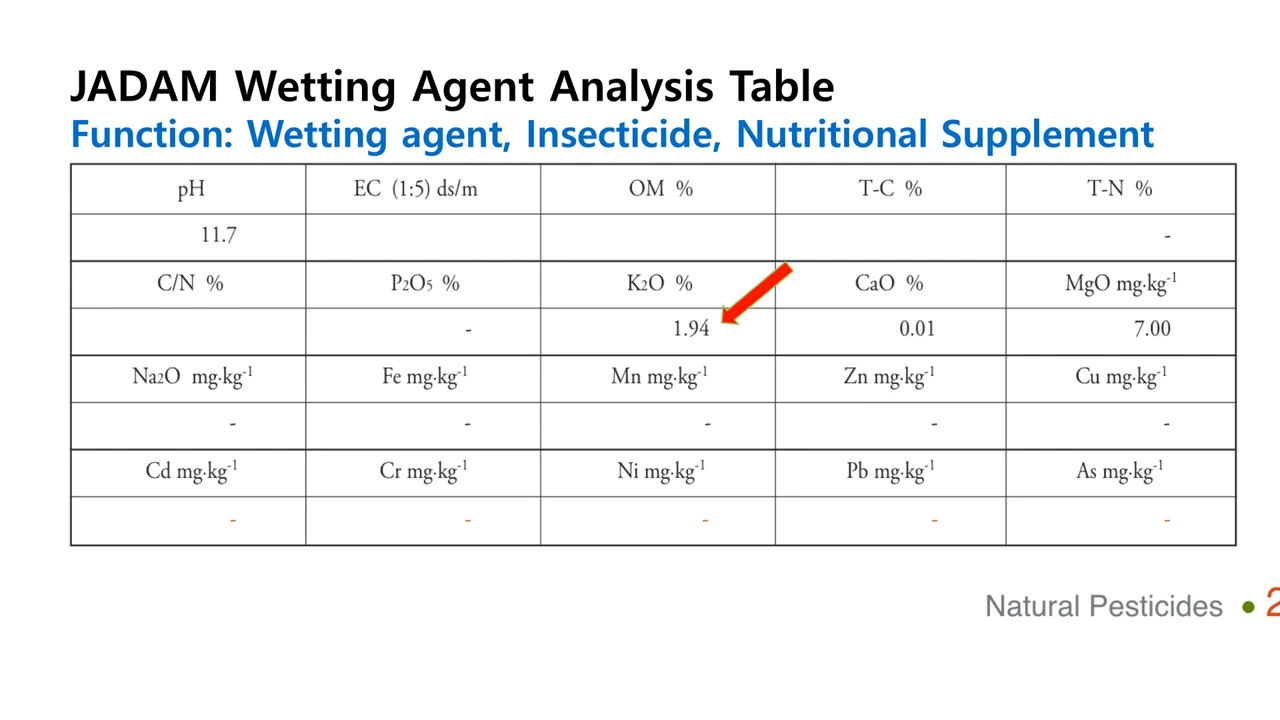 JADAM Wetting Agent Analysis Table
Function: Wetting agent, Insecticide, Nutritional Supplement
pH EC (1:5) ds/m OM % T-C % T-N %
11.7 -
C/N % P2O5 % K2O % CaO % MgO mg·kg-1
- 1.94 0.01 7.00
Na2O mg·kg-1 Fe mg·kg-1 Mn mg·kg-1 Zn mg·kg-1 Cu mg·kg-1
- - - - -
Cd mg·kg-1 Cr mg·kg-1 Ni mg·kg-1 Pb mg·kg-1 As mg·kg-1
- - - - -
Natural Pesticides • 2